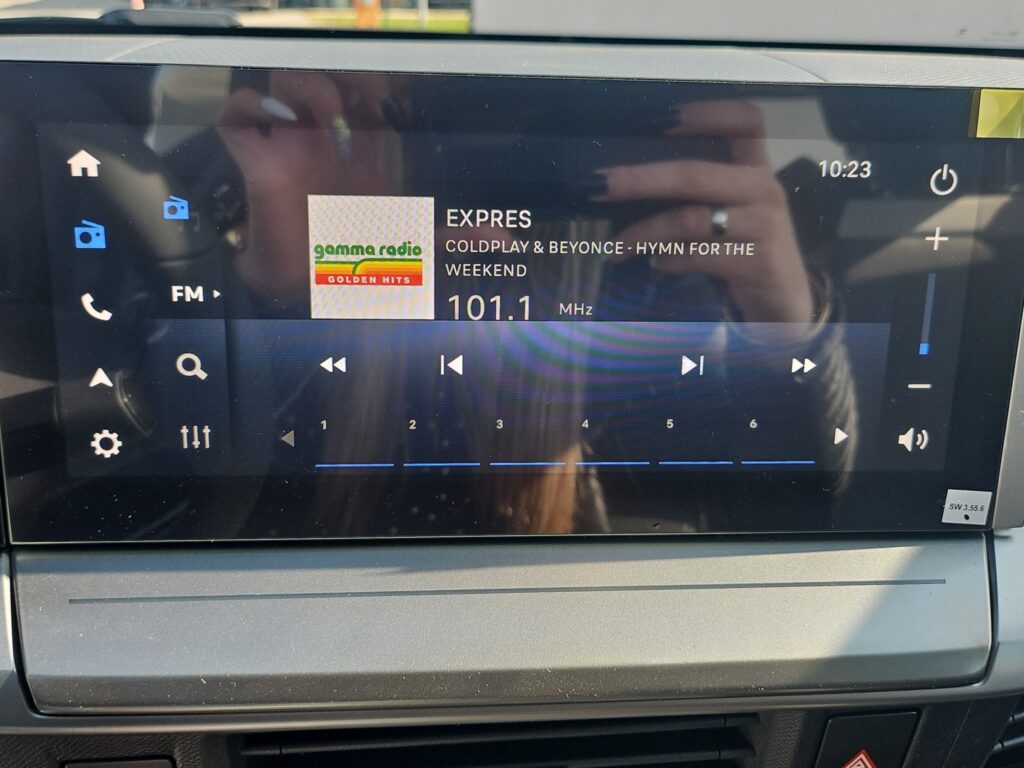 10:23
gamma radio
GOLDEN HITS
EXPRES
COLDPLAY & BEYONCE - HYMN FOR THE
WEEKEND
101.1 MHz
FM
1 2 3 4 5 6
SW 3.55.6